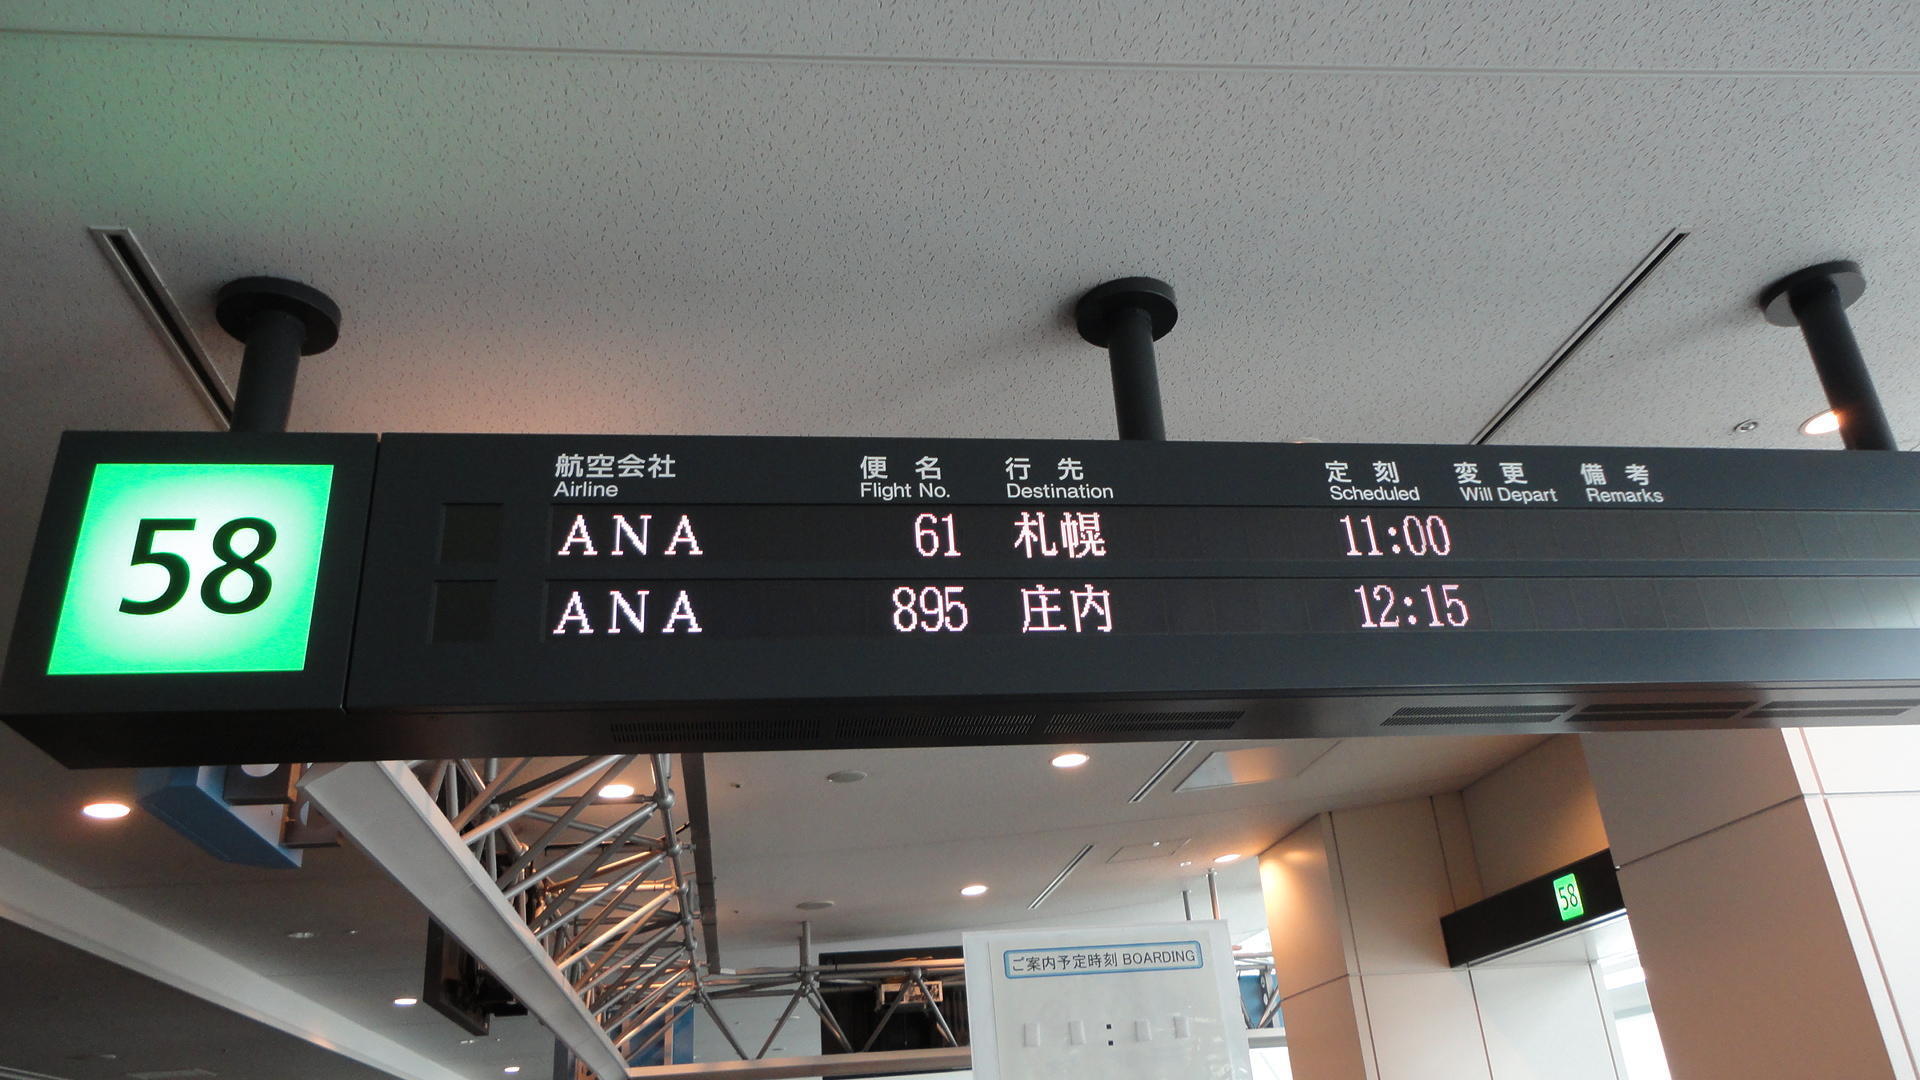 58
航空会社 便名 行先 定刻 変更 備考
Airline Flight No. Destination Scheduled Will Depart Remarks
ANA 61 札幌 11:00
ANA 895 庄内 12:15
58
ご案内予定時刻 BOARDING
: